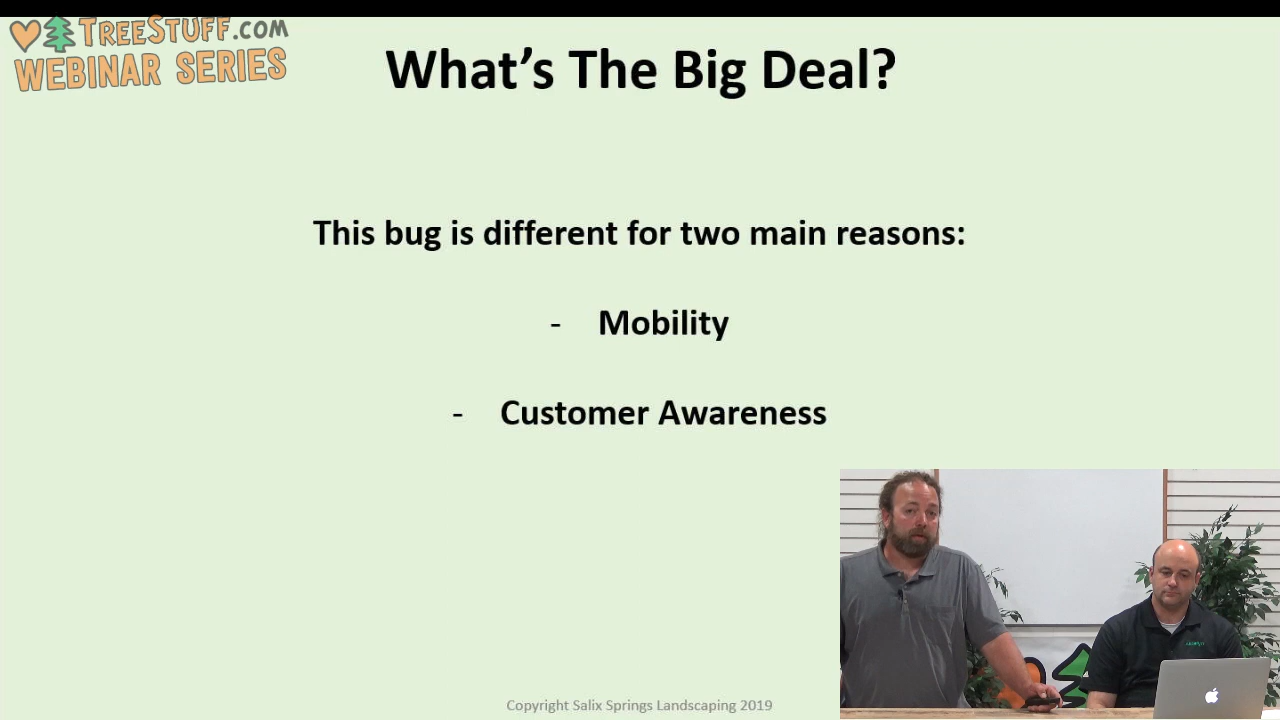 TREESTUFF.COM
WEBINAR SERIES
What's The Big Deal?
This bug is different for two main reasons:
- Mobility
- Customer Awareness
Copyright Salix Springs Landscaping 2019